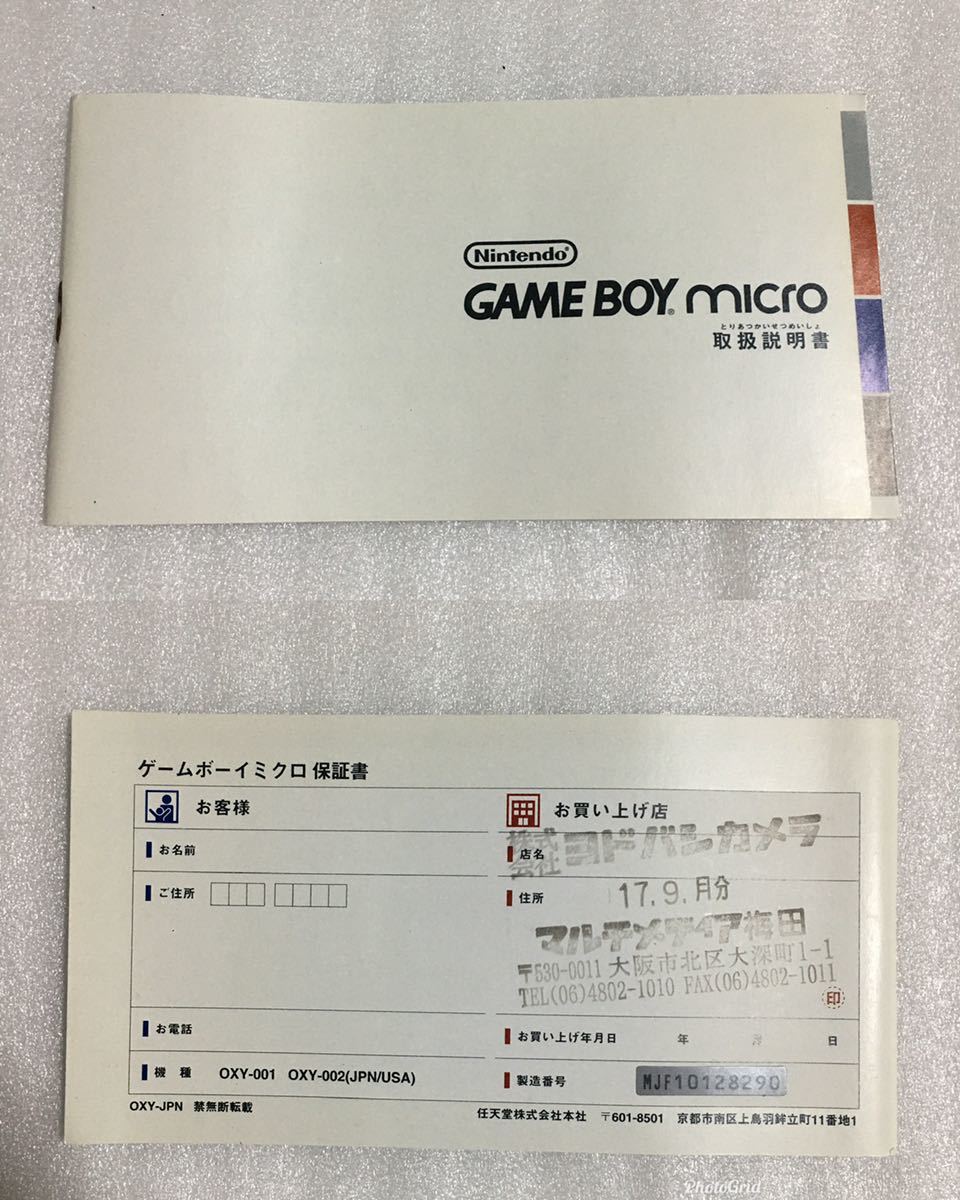 Nintendo®
GAME BOY® micro
とりあつかいせつめいしょ
取扱説明書
ゲームボーイミクロ 保証書
お客様
お買い上げ店
お名前
店名
株式会社 ヨドバシカメラ
ご住所
住所
17.9.月分
マルチメディア梅田
〒530-0011 大阪市北区大深町1-1
TEL(06)4802-1010 FAX(06)4802-1011
印
お電話
お買い上げ年月日 年 月 日
機 種 OXY-001 OXY-002(JPN/USA)
製造番号 MJF10128290
OXY-JPN 禁無断転載
任天堂株式会社本社 〒601-8501 京都市南区上鳥羽鉾立町11番地1
PhotoGrid